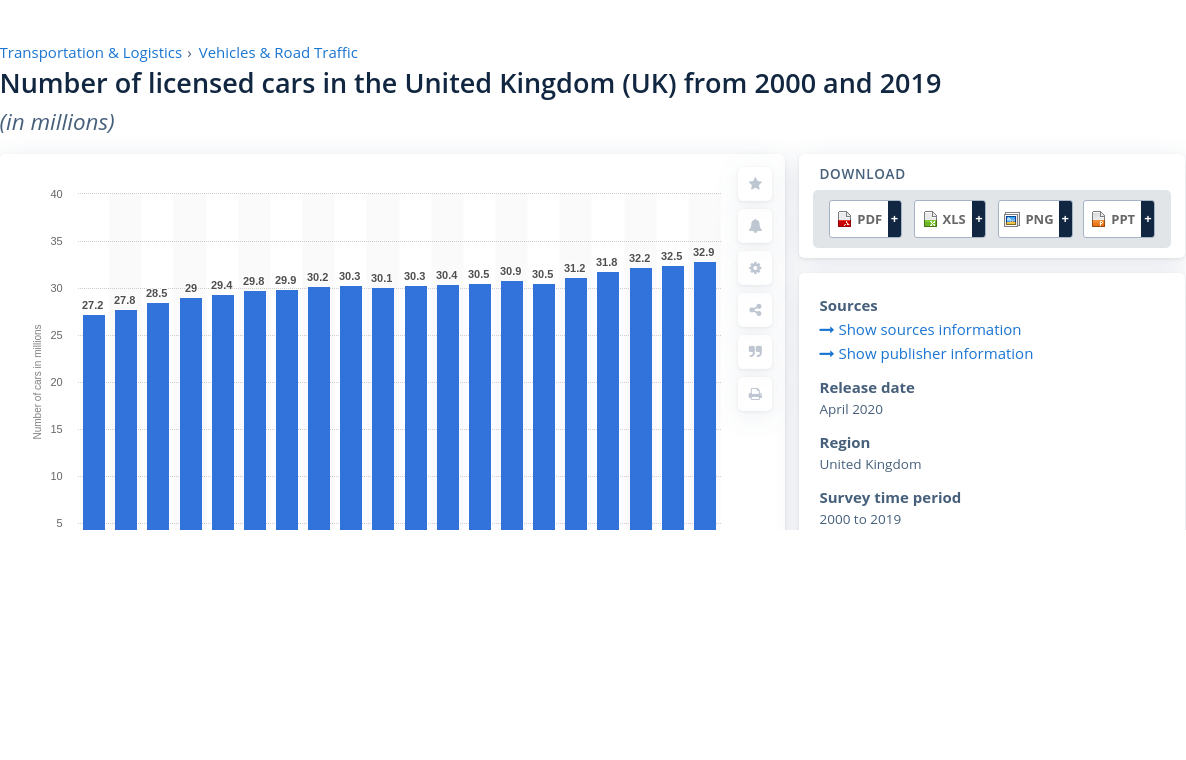 Transportation & Logistics › Vehicles & Road Traffic
Number of licensed cars in the United Kingdom (UK) from 2000 and 2019
(in millions)
40
35
30
25
20
15
10
5
Number of cars in millions
27.2 27.8 28.5 29 29.4 29.8 29.9 30.2 30.3 30.1 30.3 30.4 30.5 30.9 30.5 31.2 31.8 32.2 32.5 32.9
DOWNLOAD
PDF + XLS + PNG + PPT +
Sources
Show sources information
Show publisher information
Release date
April 2020
Region
United Kingdom
Survey time period
2000 to 2019